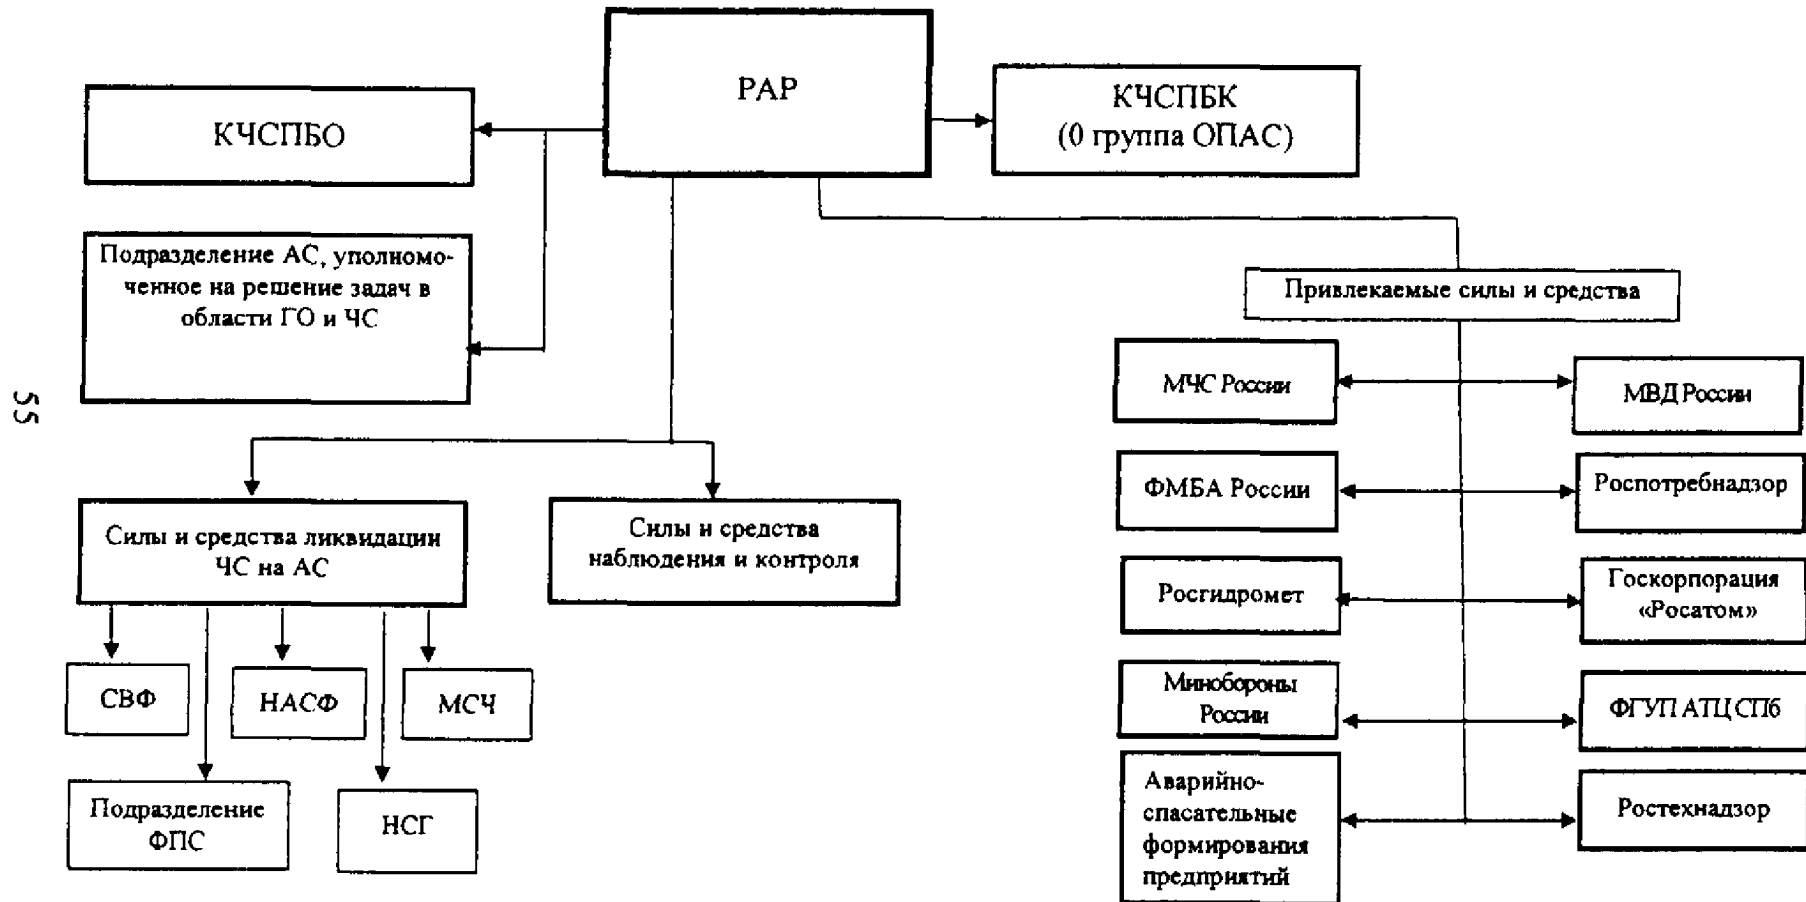 РАР
КЧСПБО
КЧСПБК
(0 группа ОПАС)
Подразделение АС, уполномо-
ченное на решение задач в
области ГО и ЧС
Привлекаемые силы и средства
МЧС России
МВД России
55
ФМБА России
Роспотребнадзор
Силы и средства ликвидации
ЧС на АС
Силы и средства
наблюдения и контроля
Росгидромет
Госкорпорация
«Росатом»
СВФ
НАСФ
МСЧ
Минобороны
России
ФГУП АТЦ СПб
Подразделение
ФПС
НСГ
Аварийно-
спасательные
формирования
предприятий
Ростехнадзор